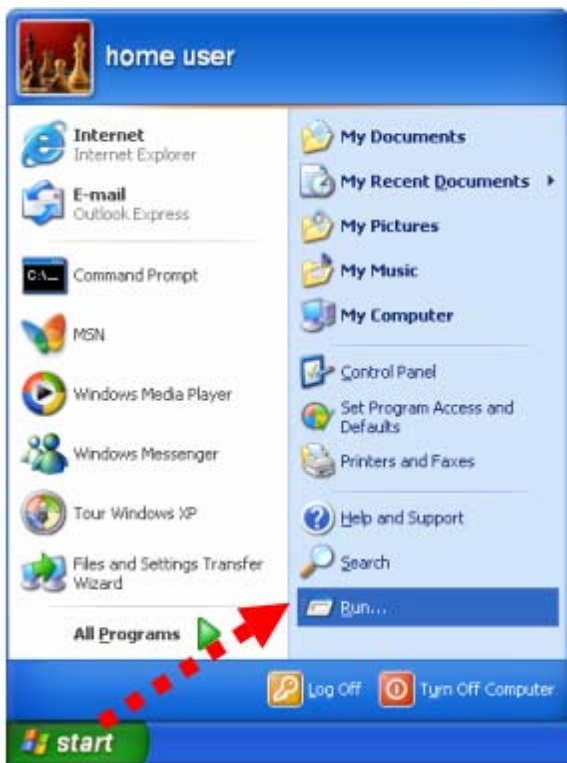 home user
Internet
Internet Explorer
E-mail
Outlook Express
C:\_
Command Prompt
MSN
Windows Media Player
Windows Messenger
Tour Windows XP
Files and Settings Transfer
Wizard
All Programs
My Documents
My Recent Documents
My Pictures
My Music
My Computer
Control Panel
Set Program Access and
Defaults
Printers and Faxes
Help and Support
Search
Run...
Log Off
Turn Off Computer
start